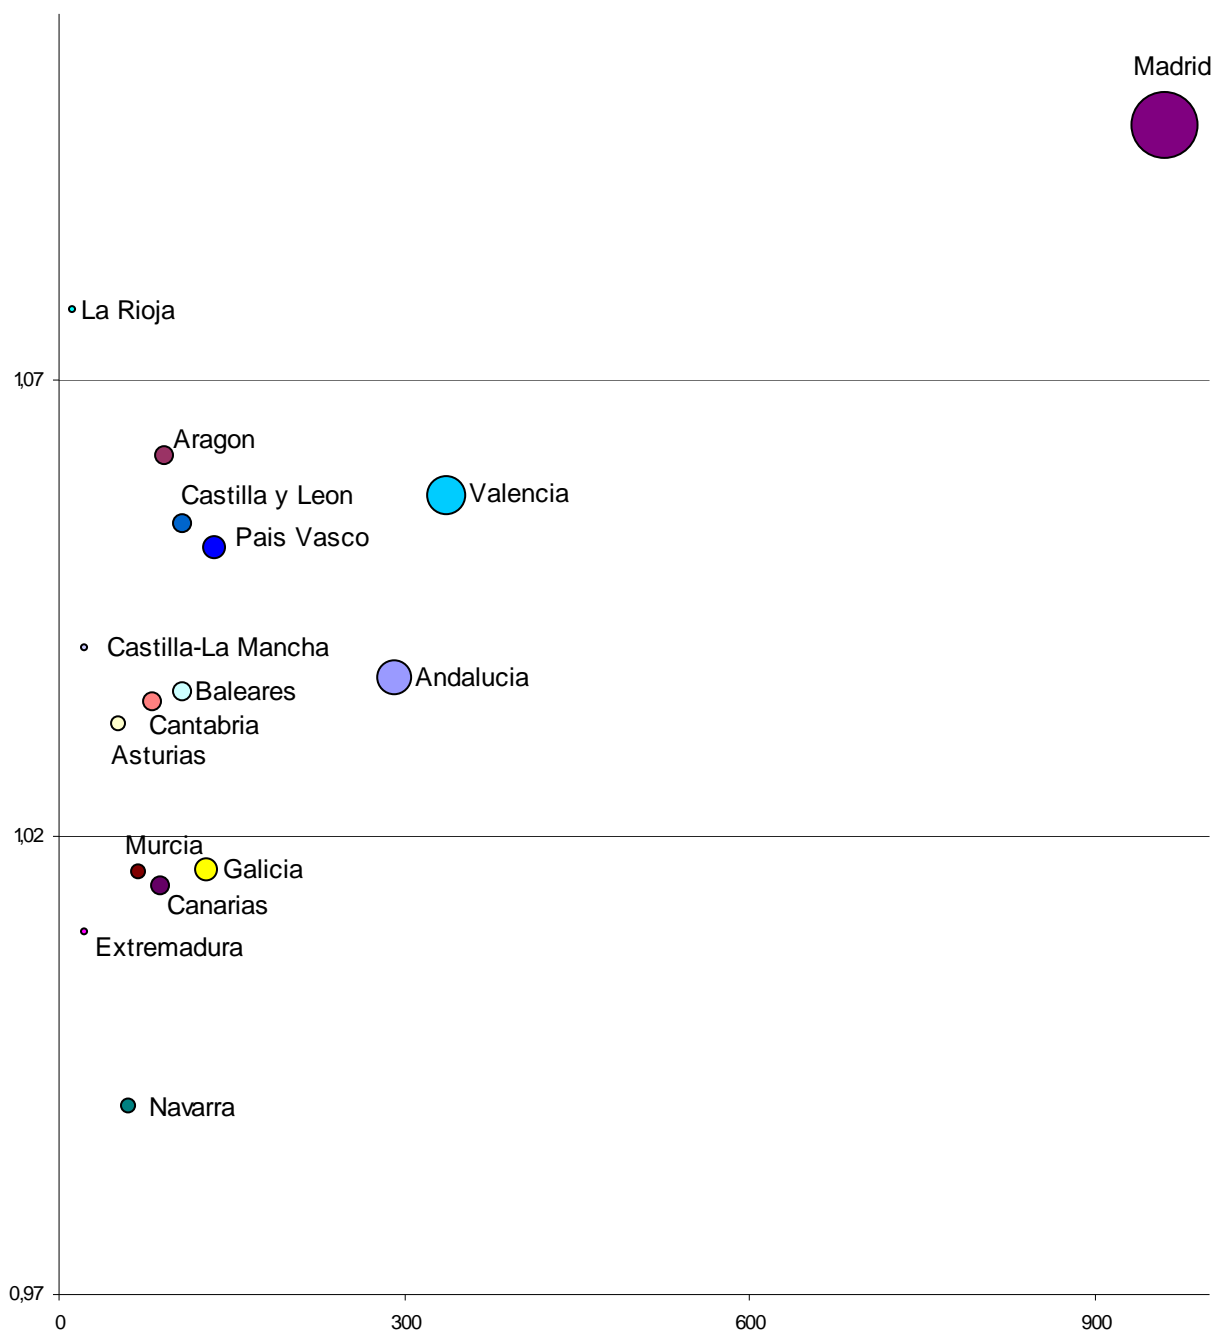 Madrid
La Rioja
1,07
Aragon
Castilla y Leon
Valencia
Pais Vasco
Castilla-La Mancha
Andalucia
Baleares
Cantabria
Asturias
1,02
Murcia
Galicia
Canarias
Extremadura
Navarra
0,97
0 300 600 900